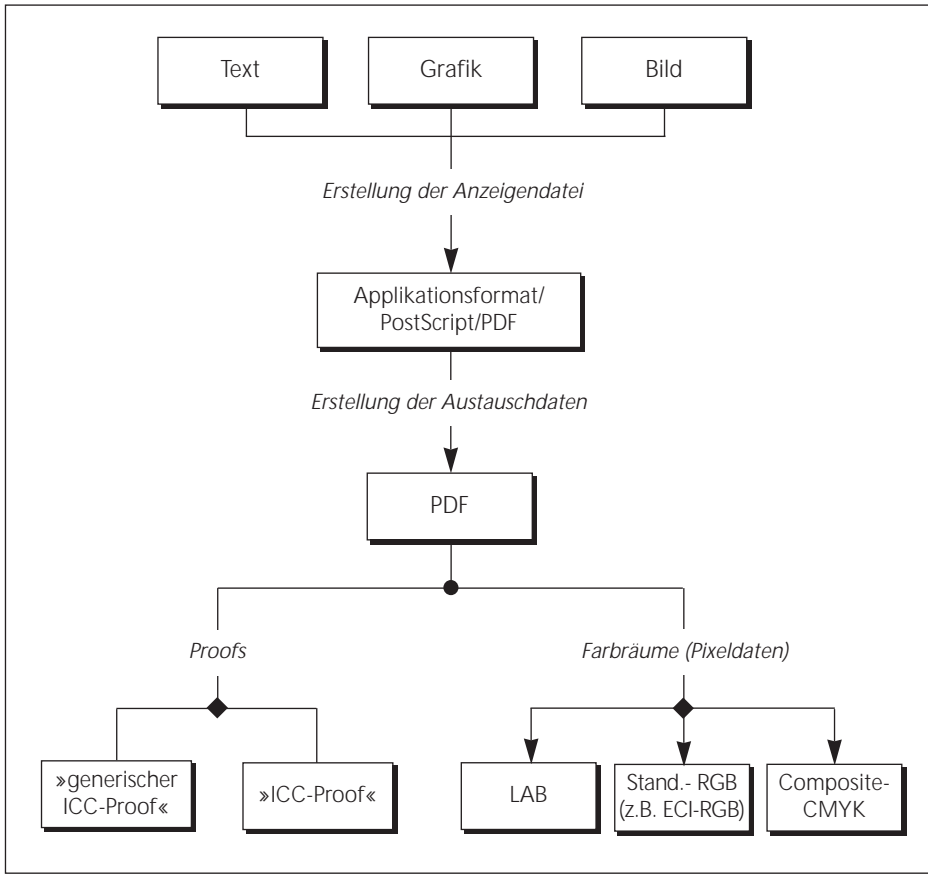 Text
Grafik
Bild
Erstellung der Anzeigendatei
Applikationsformat/
PostScript/PDF
Erstellung der Austauschdaten
PDF
Proofs
Farbräume (Pixeldaten)
»generischer
ICC-Proof«
»ICC-Proof«
LAB
Stand.- RGB
(z.B. ECI-RGB)
Composite-
CMYK